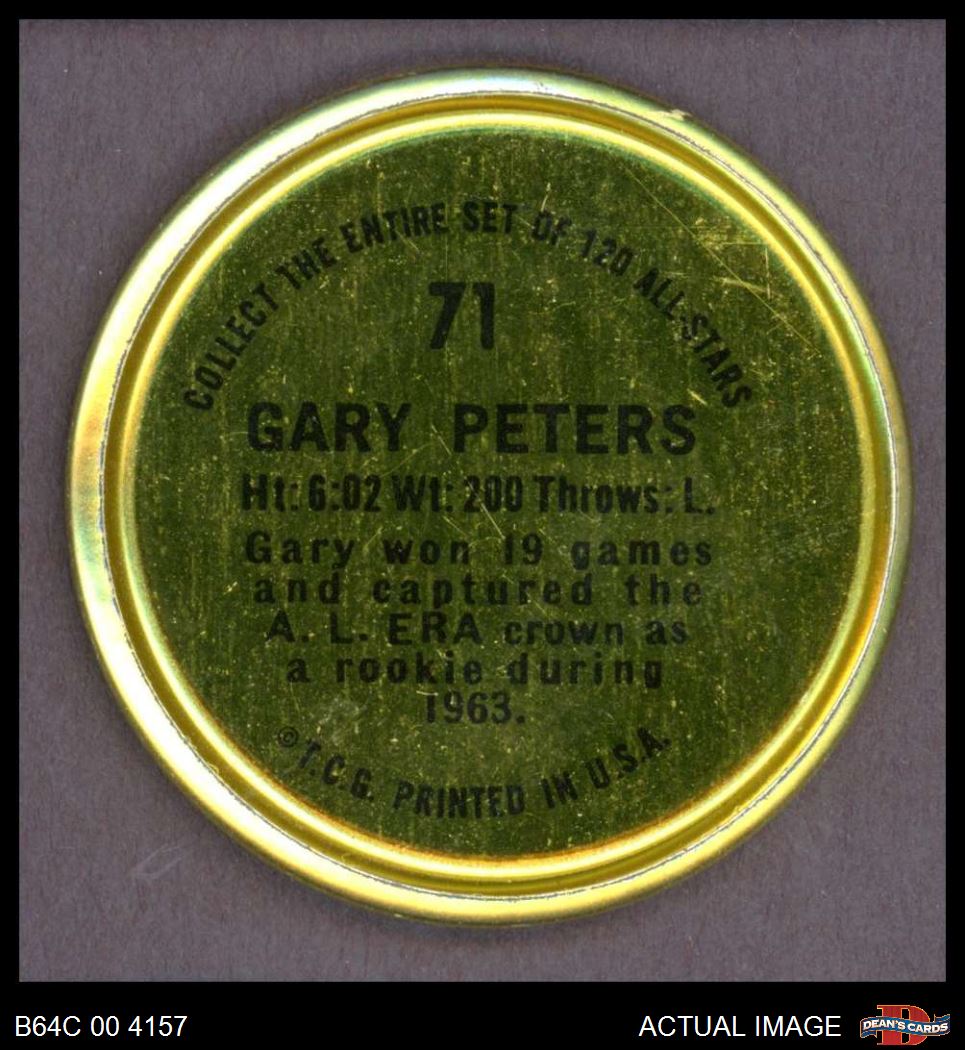 COLLECT THE ENTIRE SET OF 120 ALL-STARS
71
GARY PETERS
Ht: 6:02 Wt: 200 Throws: L.
Gary won 19 games
and captured the
A. L. ERA crown as
a rookie during
1963.
© T.C.G. PRINTED IN U.S.A.
B64C 00 4157
ACTUAL IMAGE
D
DEAN'S CARDS